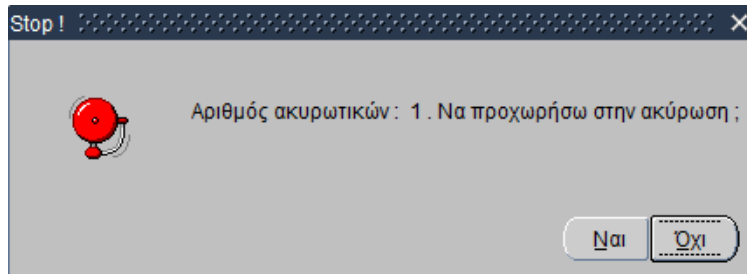 Stop !
Αριθμός ακυρωτικών : 1 . Να προχωρήσω στην ακύρωση ;
Ναι Όχι